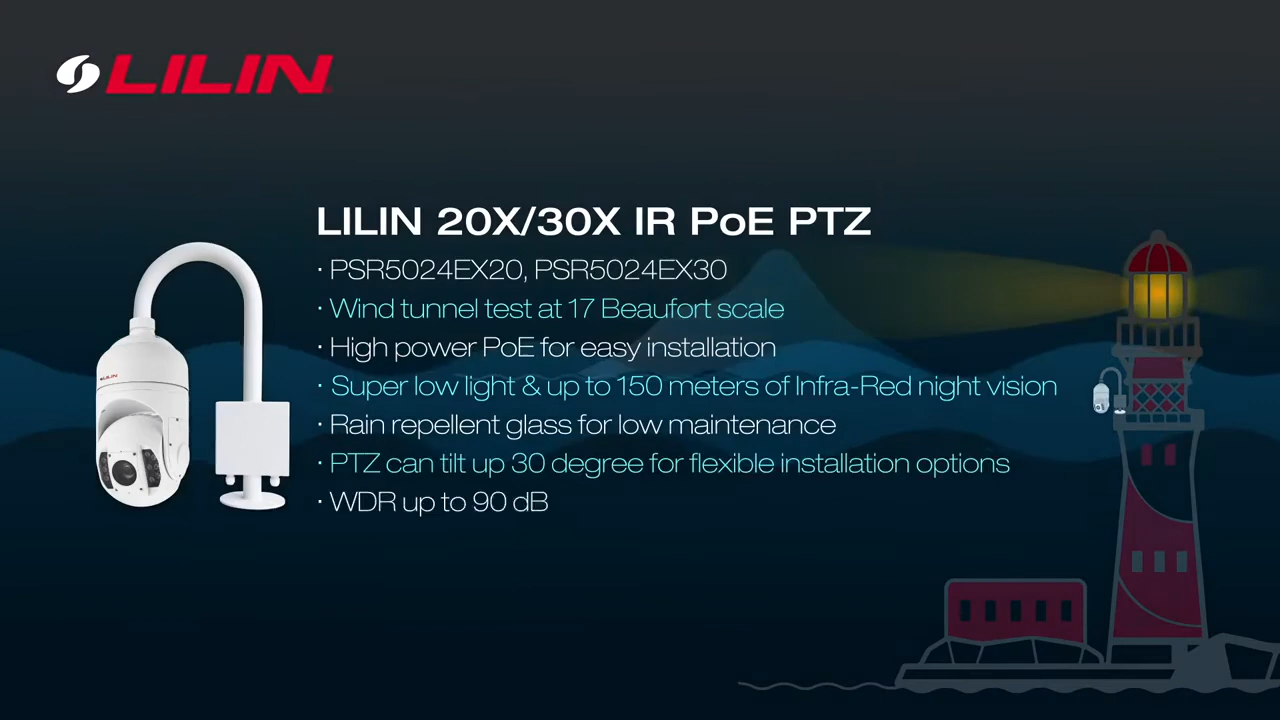 LILIN
LILIN 20X/30X IR PoE PTZ
· PSR5024EX20, PSR5024EX30
· Wind tunnel test at 17 Beaufort scale
· High power PoE for easy installation
· Super low light & up to 150 meters of Infra-Red night vision
· Rain repellent glass for low maintenance
· PTZ can tilt up 30 degree for flexible installation options
· WDR up to 90 dB
LILIN